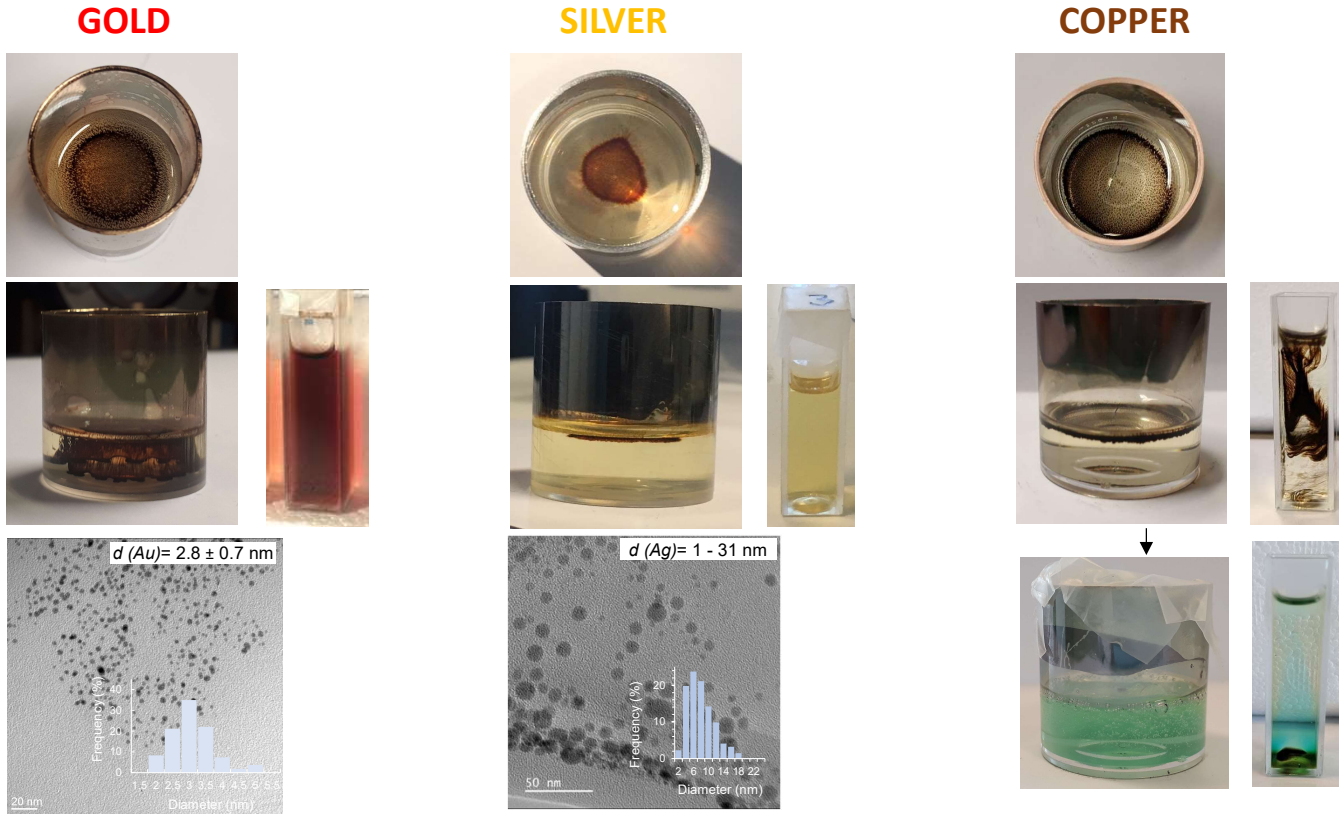 GOLD
SILVER
COPPER
3
d (Au)= 2.8 ± 0.7 nm
40
30
20
10
0
Frequency (%)
1.5 2 2.5 3 3.5 4 4.5 5 5.5
Diameter (nm)
20 nm
d (Ag)= 1 - 31 nm
20
10
0
Frequency (%)
2 6 10 14 18 22
Diameter (nm)
50 nm